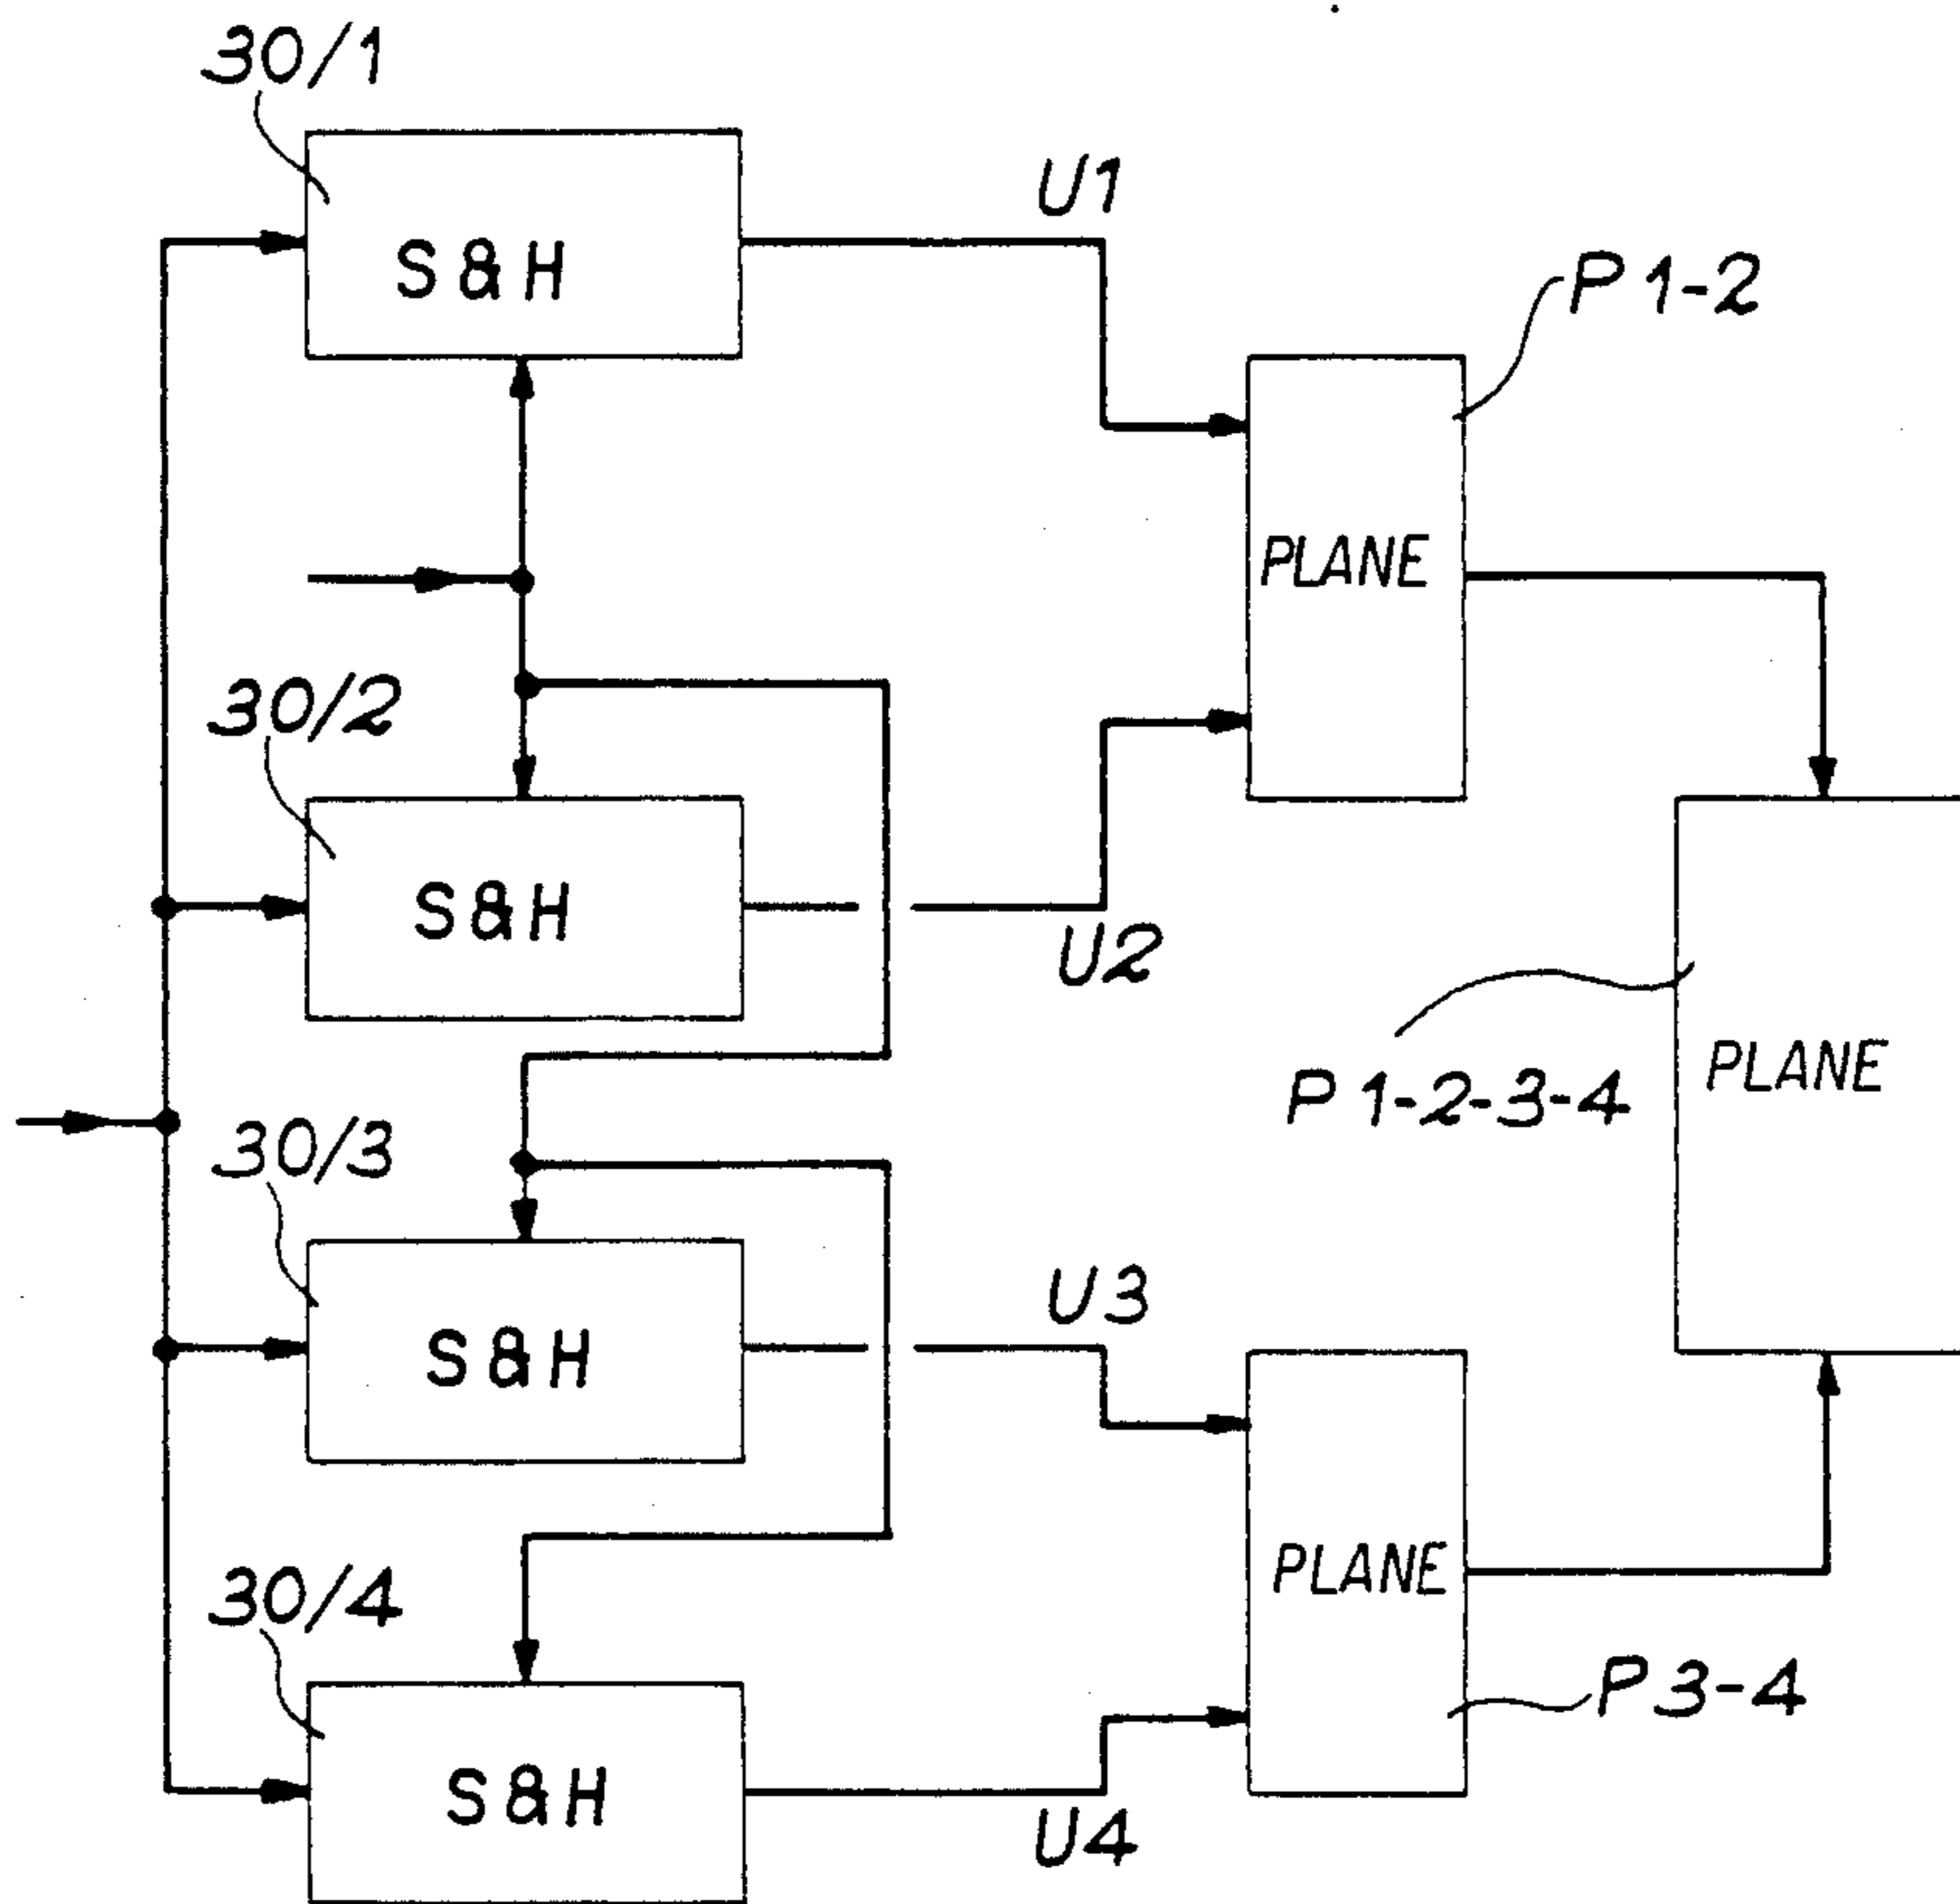 30/1
S&H
U1
P1-2
PLANE
30/2
S&H
U2
P1-2-3-4
PLANE
30/3
S&H
U3
PLANE
P3-4
30/4
S&H
U4